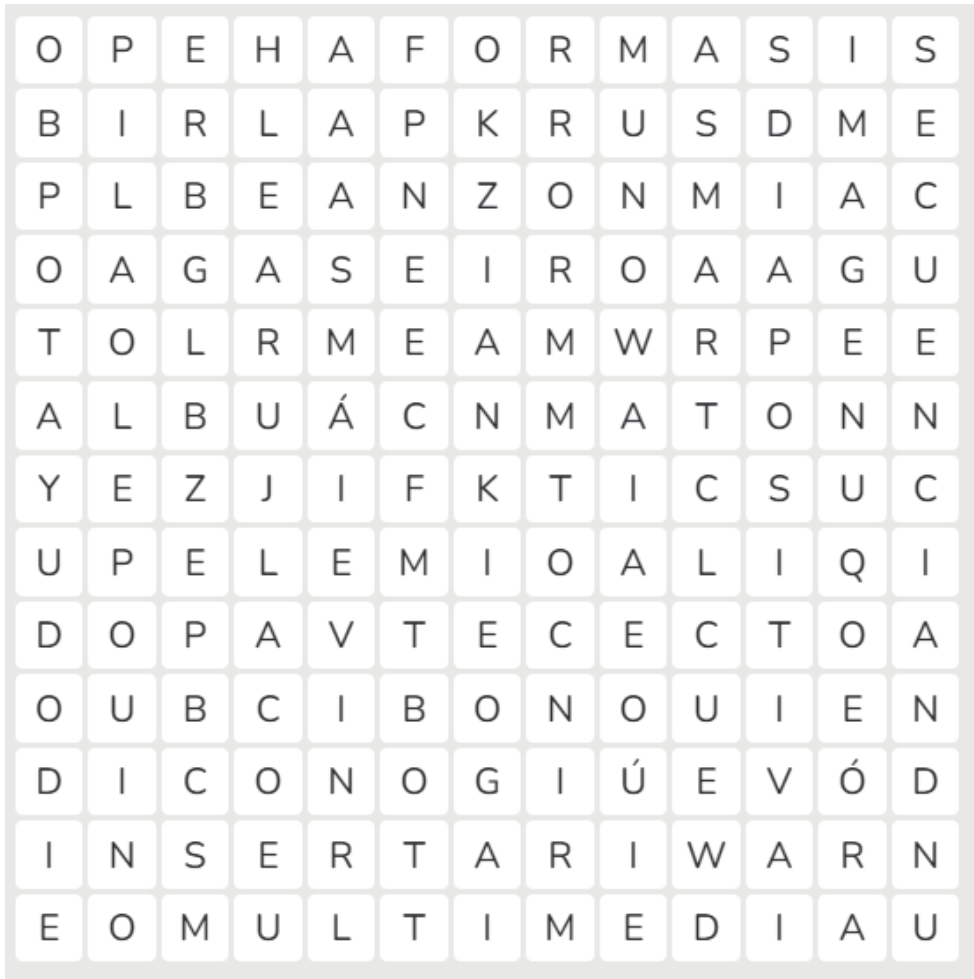 O P E H A F O R M A S I S
B I R L A P K R U S D M E
P L B E A N Z O N M I A C
O A G A S E I R O A A G U
T O L R M E A M W R P E E
A L B U Á C N M A T O N N
Y E Z J I F K T I C S U C
U P E L E M I O A L I Q I
D O P A V T E C E C T O A
O U B C I B O N O U I E N
D I C O N O G I Ú E V Ó D
I N S E R T A R I W A R N
E O M U L T I M E D I A U